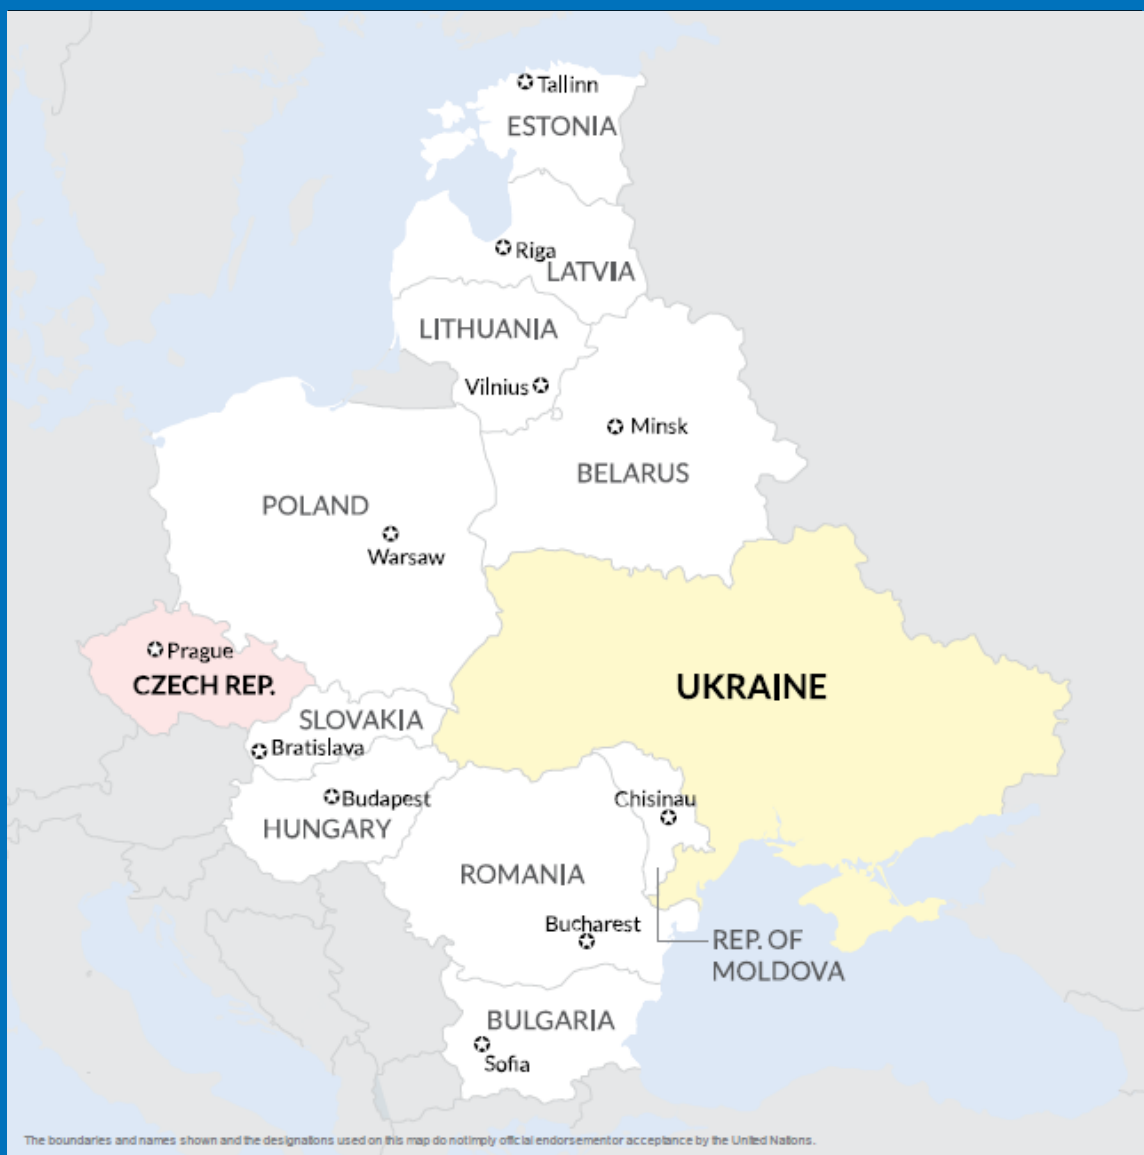 Tallinn
ESTONIA
Riga
LATVIA
LITHUANIA
Vilnius
Minsk
BELARUS
POLAND
Warsaw
Prague
CZECH REP.
UKRAINE
SLOVAKIA
Bratislava
Budapest
HUNGARY
Chisinau
ROMANIA
Bucharest
REP. OF
MOLDOVA
BULGARIA
Sofia
The boundaries and names shown and the designations used on this map do not imply official endorsement or acceptance by the United Nations.